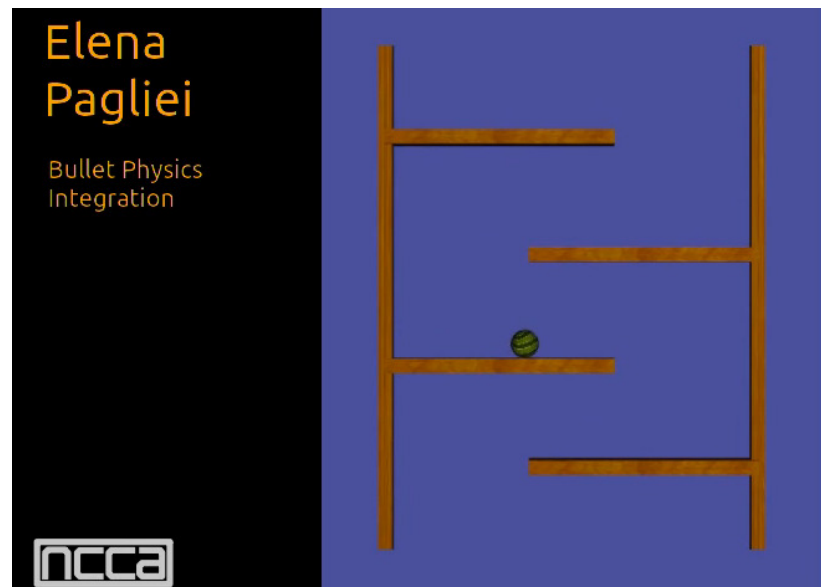 Elena
Pagliei
Bullet Physics
Integration
ncca